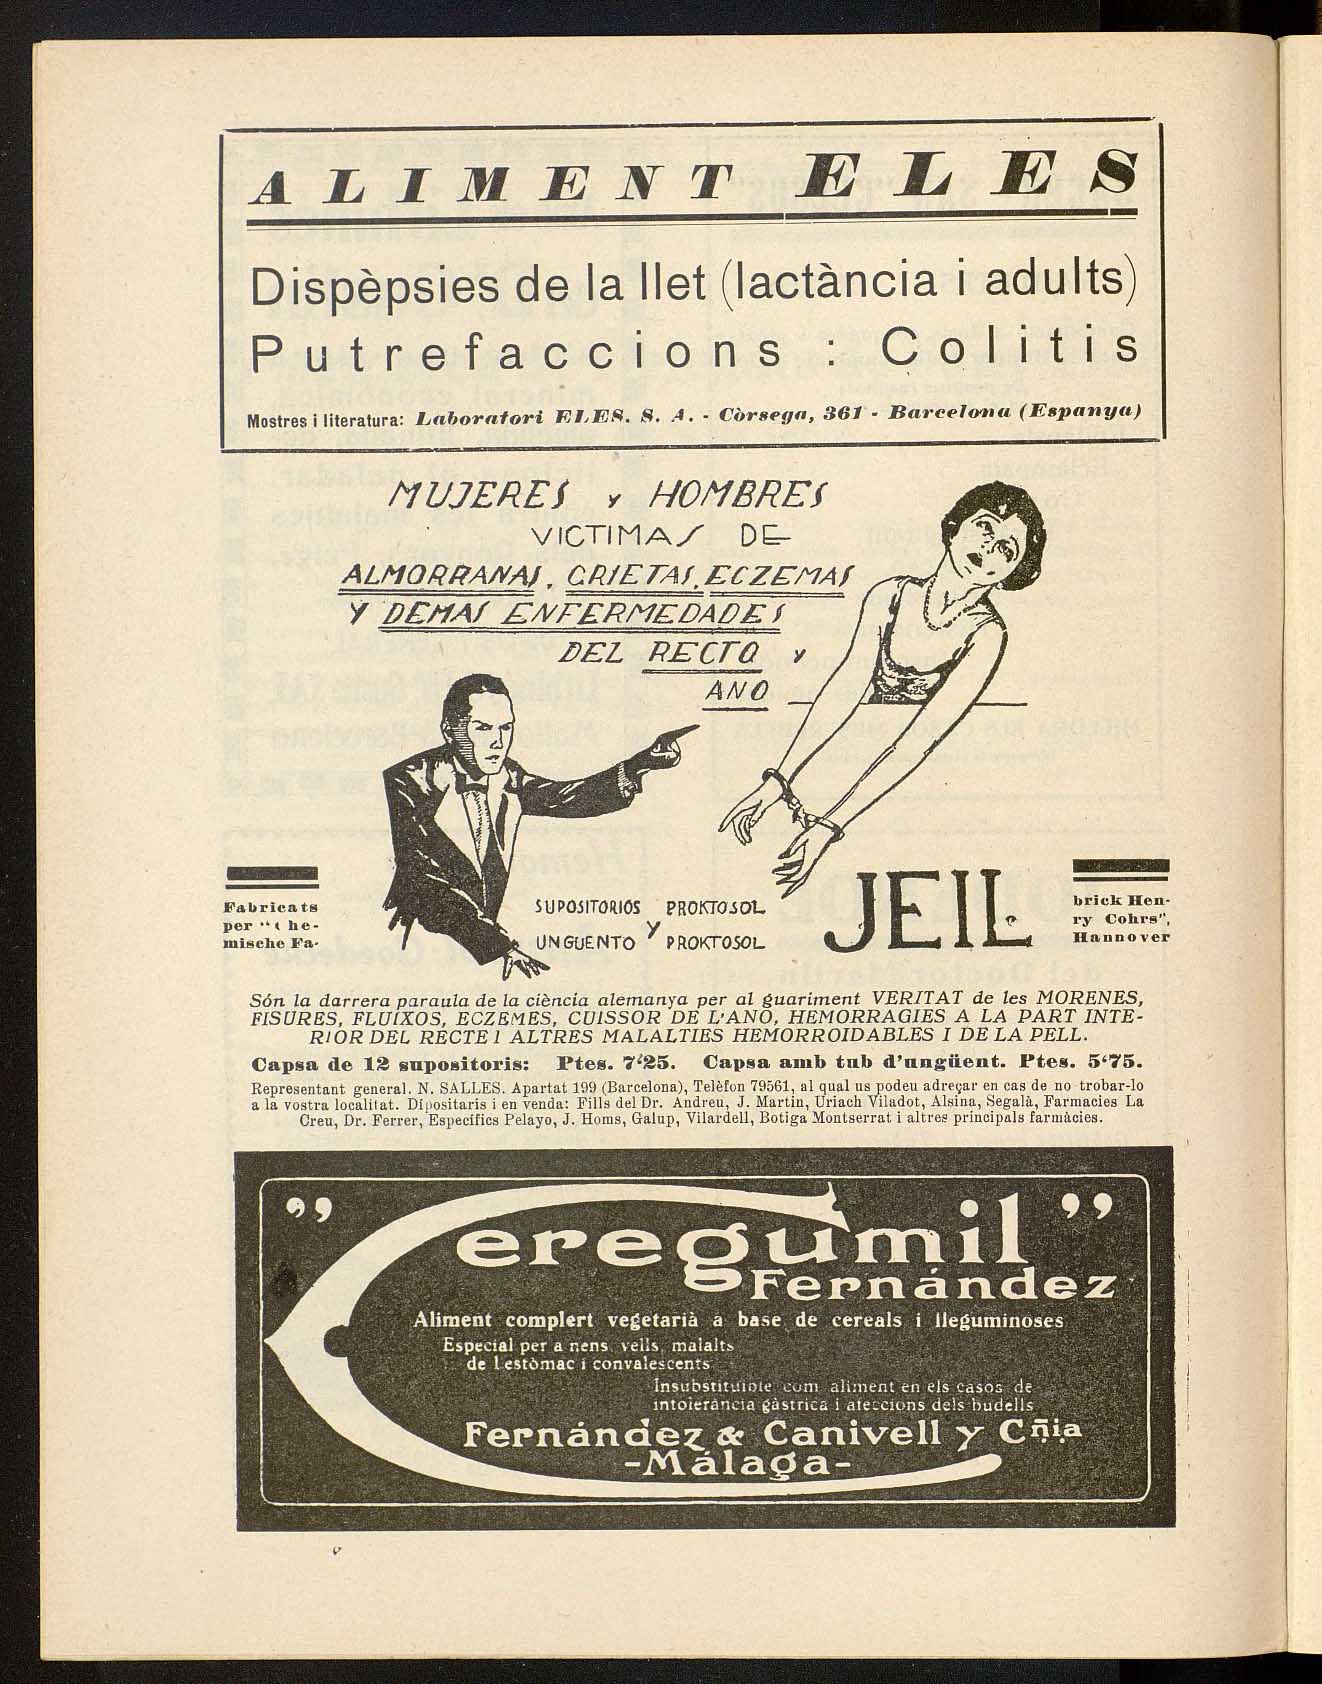 ALIMENT ELES
Dispèpsies de la llet (lactància i adults)
Putrefaccions : Colitis
Mostres i literatura: Laboratori ELES. S. A. - Còrsega, 361 - Barcelona (Espanya)
MUJERES Y HOMBRES
VICTIMAS DE
ALMORRANAS, GRIETAS, ECZEMAS
Y DEMAS ENFERMEDADES
DEL RECTO Y
ANO
Fabricats
per "Che-
mische Fa-
SUPOSITORIOS PROKTOSOL
Y
UNGÜENTO PROKTOSOL
JEIL
brick Hen-
ry Cohrs",
Hannover
Són la darrera paraula de la ciència alemanya per al guariment VERITAT de les MORENES,
FISURES, FLUIXOS, ECZEMES, CUISSOR DE L'ANO, HEMORRAGIES A LA PART INTE-
RIOR DEL RECTE I ALTRES MALALTIES HEMORROIDABLES I DE LA PELL.
Capsa de 12 supositoris: Ptes. 7'25. Capsa amb tub d'ungüent. Ptes. 5'75.
Representant general. N. SALLES. Apartat 199 (Barcelona), Telèfon 79561, al qual us podeu adreçar en cas de no trobar-lo
a la vostra localitat. Dipositaris i en venda: Fills del Dr. Andreu, J. Martin, Uriach Viladot, Alsina, Segalà, Farmacies La
Creu, Dr. Ferrer, Específics Pelayo, J. Homs, Galup, Vilardell, Botiga Montserrat i altres principals farmàcies.
"Ceregumil"
Fernández
Aliment complert vegetarià a base de cereals i lleguminoses
Especial per a nens, vells, malalts
de l'estòmac i convalescents
Insubstituïble com aliment en els casos de
intolerància gàstrica i afeccions dels budells
Fernández & Canivell y Cñia
-Málaga-